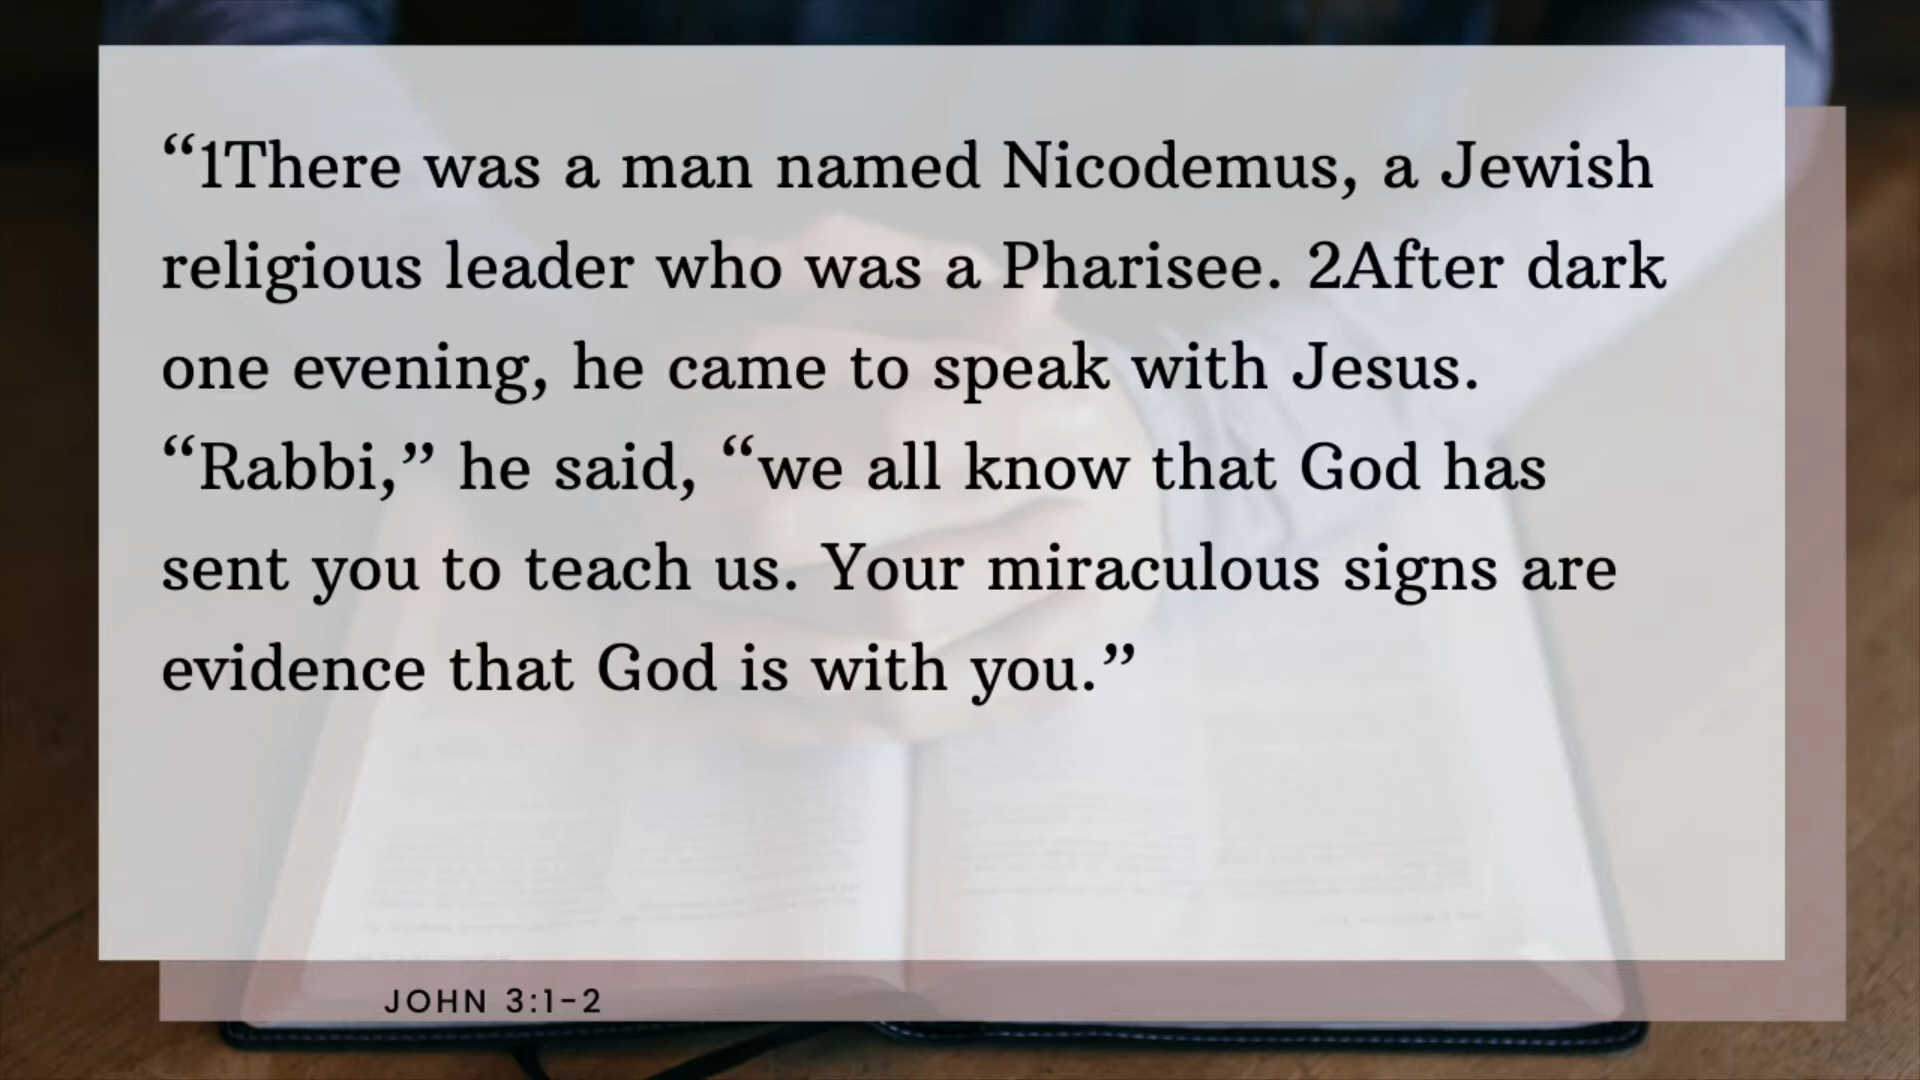 “1There was a man named Nicodemus, a Jewish
religious leader who was a Pharisee. 2After dark
one evening, he came to speak with Jesus.
“Rabbi,” he said, “we all know that God has
sent you to teach us. Your miraculous signs are
evidence that God is with you.”
JOHN 3:1-2